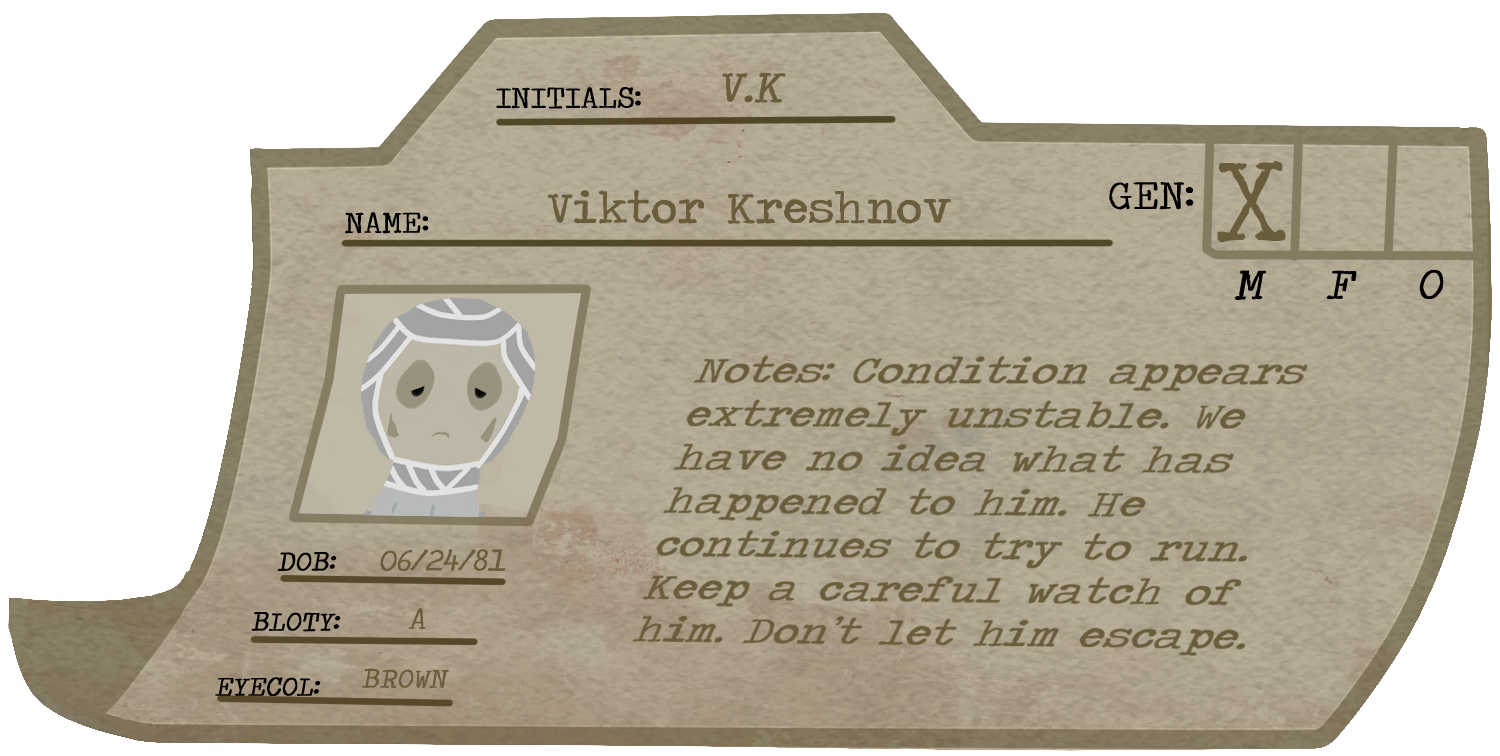 INITIALS: V.K
NAME: Viktor Kreshnov
GEN: X
M F O
Notes: Condition appears
extremely unstable. We
have no idea what has
happened to him. He
continues to try to run.
Keep a careful watch of
him. Don't let him escape.
DOB: 06/24/81
BLOTY: A
EYECOL: BROWN